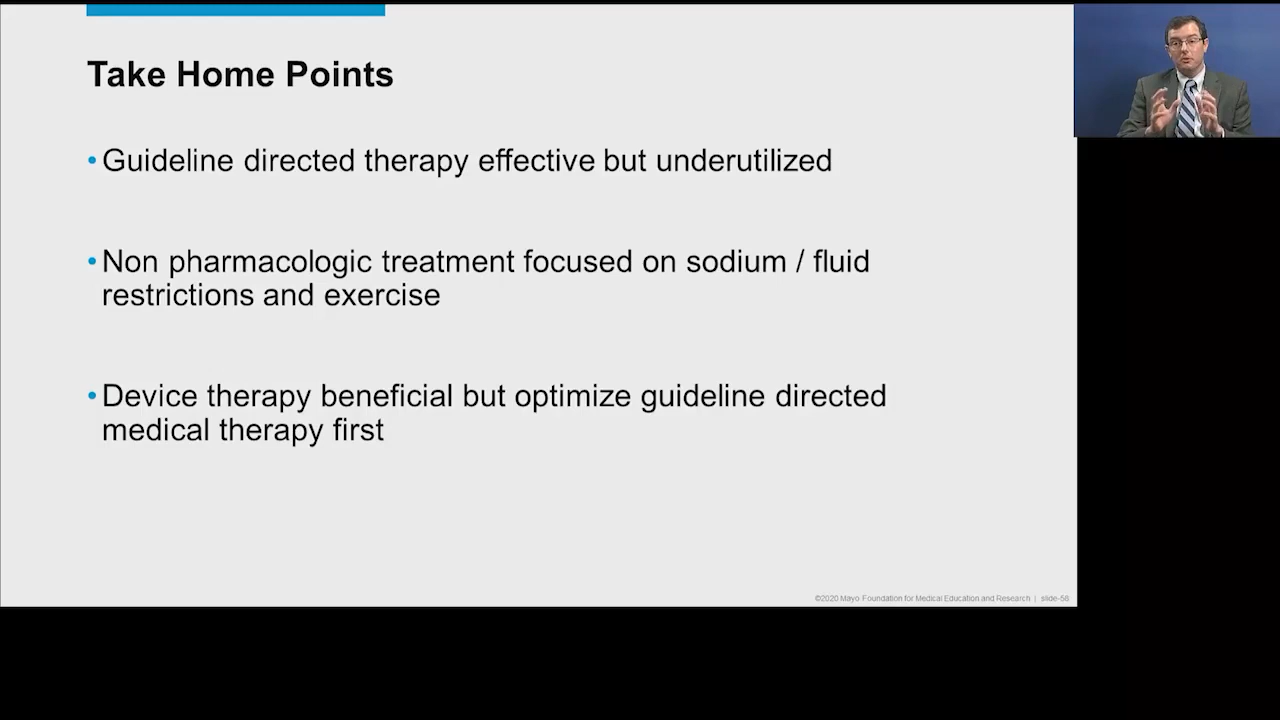 Take Home Points
•Guideline directed therapy effective but underutilized
•Non pharmacologic treatment focused on sodium / fluid
restrictions and exercise
•Device therapy beneficial but optimize guideline directed
medical therapy first
©2020 Mayo Foundation for Medical Education and Research | slide-58